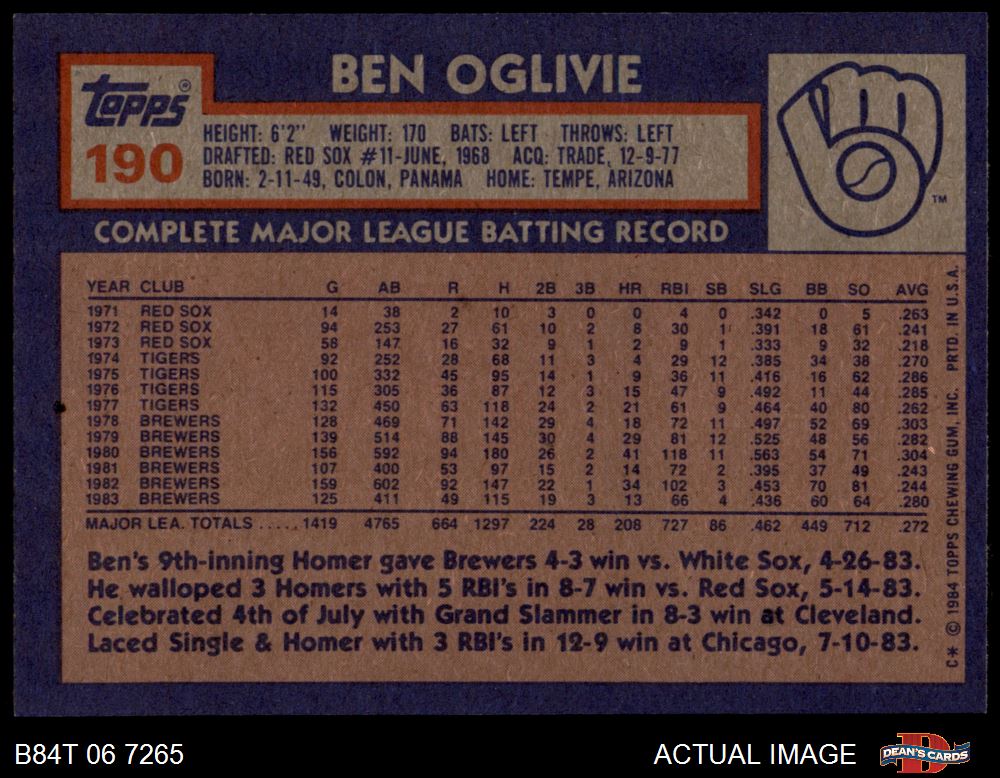 BEN OGLIVIE
Topps®
190
HEIGHT: 6'2" WEIGHT: 170 BATS: LEFT THROWS: LEFT
DRAFTED: RED SOX #11-JUNE, 1968 ACQ: TRADE, 12-9-77
BORN: 2-11-49, COLON, PANAMA HOME: TEMPE, ARIZONA
TM
COMPLETE MAJOR LEAGUE BATTING RECORD
YEAR CLUB G AB R H 2B 3B HR RBI SB SLG BB SO AVG
1971 RED SOX 14 38 2 10 3 0 0 4 0 .342 0 5 .263
1972 RED SOX 94 253 27 61 10 2 8 30 1 .391 18 61 .241
1973 RED SOX 58 147 16 32 9 1 2 9 1 .333 9 32 .218
1974 TIGERS 92 252 28 68 11 3 4 29 12 .385 34 38 .270
1975 TIGERS 100 332 45 95 14 1 9 36 11 .416 16 62 .286
1976 TIGERS 115 305 36 87 12 3 15 47 9 .492 11 44 .285
1977 TIGERS 132 450 63 118 24 2 21 61 9 .464 40 80 .262
1978 BREWERS 128 469 71 142 29 4 18 72 11 .497 52 69 .303
1979 BREWERS 139 514 88 145 30 4 29 81 12 .525 48 56 .282
1980 BREWERS 156 592 94 180 26 2 41 118 11 .563 54 71 .304
1981 BREWERS 107 400 53 97 15 2 14 72 2 .395 37 49 .243
1982 BREWERS 159 602 92 147 22 1 34 102 3 .453 70 81 .244
1983 BREWERS 125 411 49 115 19 3 13 66 4 .436 60 64 .280
MAJOR LEA. TOTALS ..... 1419 4765 664 1297 224 28 208 727 86 .462 449 712 .272
Ben's 9th-inning Homer gave Brewers 4-3 win vs. White Sox, 4-26-83.
He walloped 3 Homers with 5 RBI's in 8-7 win vs. Red Sox, 5-14-83.
Celebrated 4th of July with Grand Slammer in 8-3 win at Cleveland.
Laced Single & Homer with 3 RBI's in 12-9 win at Chicago, 7-10-83.
C* © 1984 TOPPS CHEWING GUM, INC. PRTD. IN U.S.A.
B84T 06 7265
ACTUAL IMAGE
DEAN'S CARDS